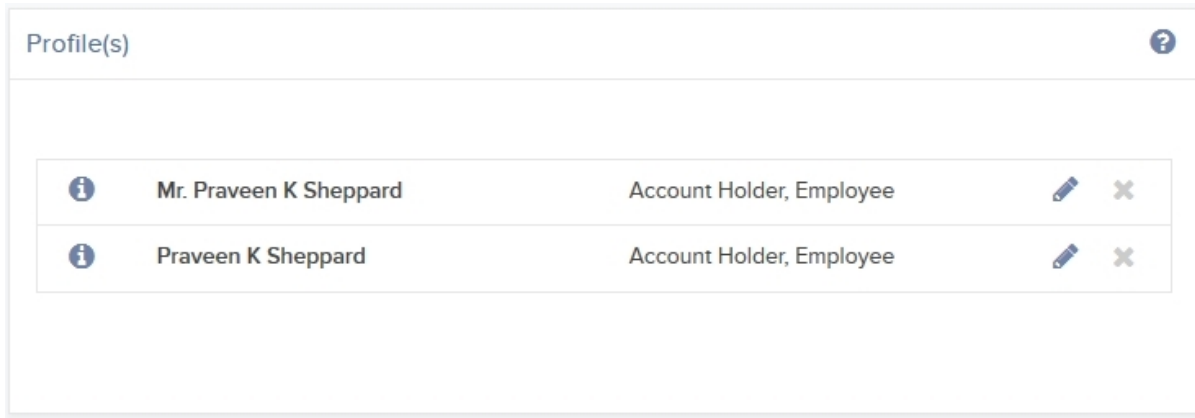 Profile(s)
Mr. Praveen K Sheppard Account Holder, Employee
Praveen K Sheppard Account Holder, Employee